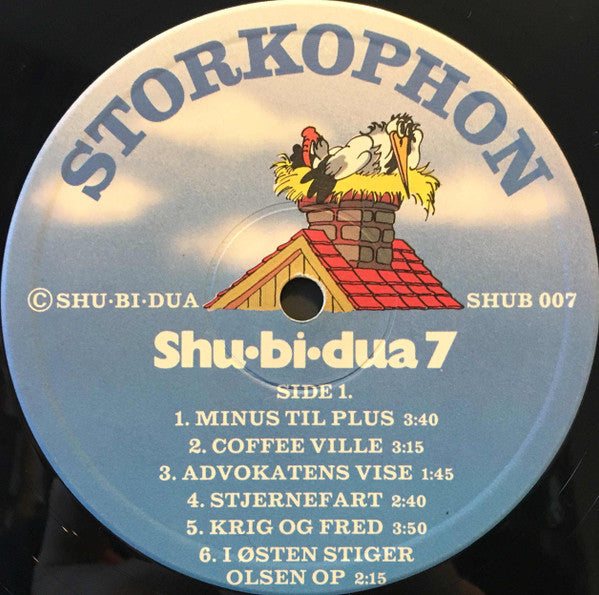 STORKOPHON
© SHU·BI·DUA
SHUB 007
Shu·bi·dua 7
SIDE 1.
1. MINUS TIL PLUS 3:40
2. COFFEE VILLE 3:15
3. ADVOKATENS VISE 1:45
4. STJERNEFART 2:40
5. KRIG OG FRED 3:50
6. I ØSTEN STIGER
OLSEN OP 2:15